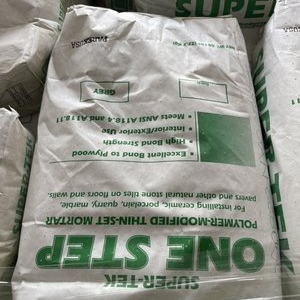 SUPER-TEK
ONE STEP
POLYMER-MODIFIED THIN-SET MORTAR
For installing ceramic, porcelain, quarry, marble,
pavers and other natural stone tiles on floors and walls.
• Excellent Bond to Plywood
• High Bond Strength
• Interior/Exterior Use
• Meets ANSI A118.4 and A118.11
GREY
SUPER